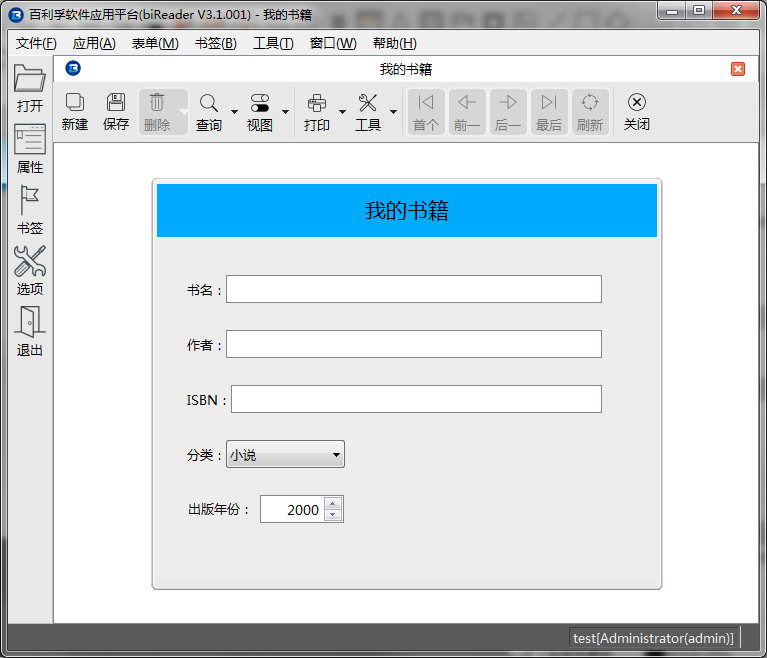 百利孚软件应用平台(biReader V3.1.001) - 我的书籍
文件(F) 应用(A) 表单(M) 书签(B) 工具(T) 窗口(W) 帮助(H)
我的书籍
打开
属性
书签
选项
退出
新建 保存 删除 查询 视图 打印 工具 首个 前一 后一 最后 刷新 关闭
我的书籍
书名：
作者：
ISBN：
分类： 小说
出版年份： 2000
test[Administrator(admin)]